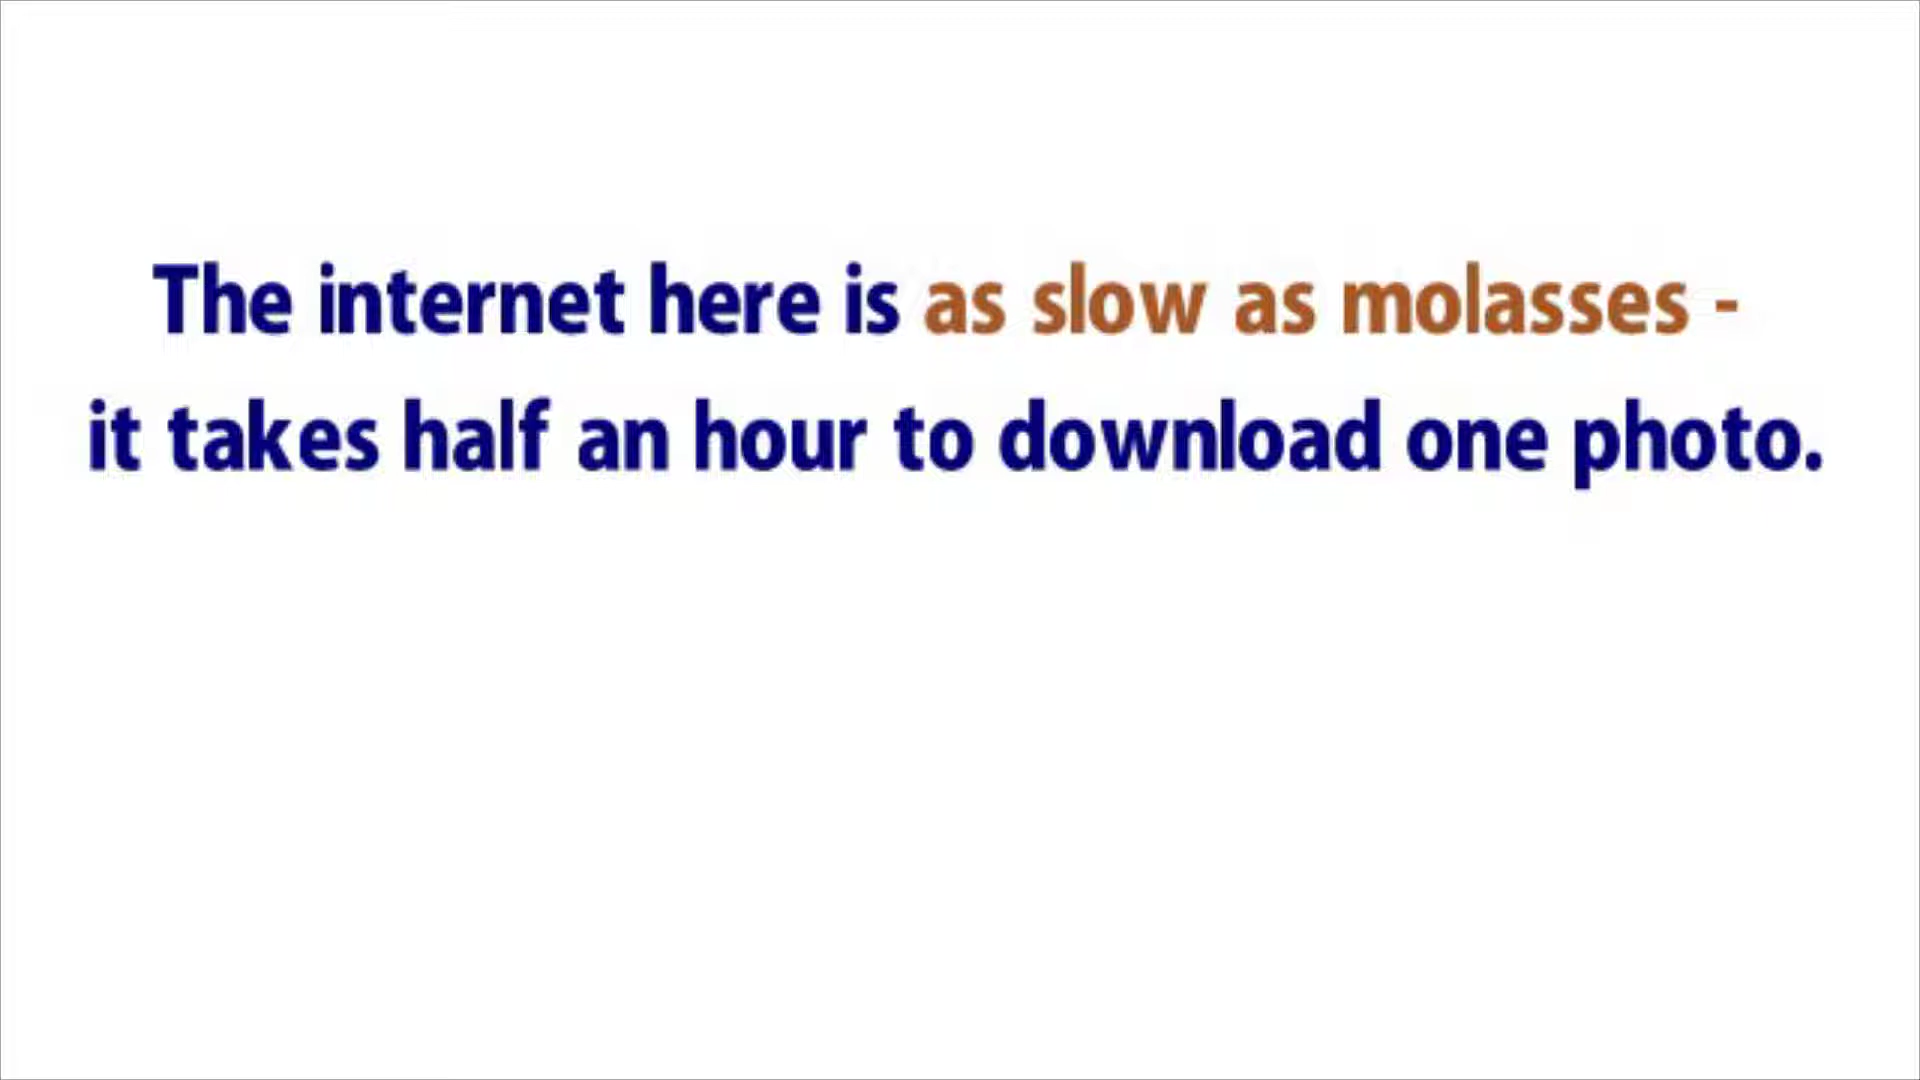 The internet here is as slow as molasses -
it takes half an hour to download one photo.